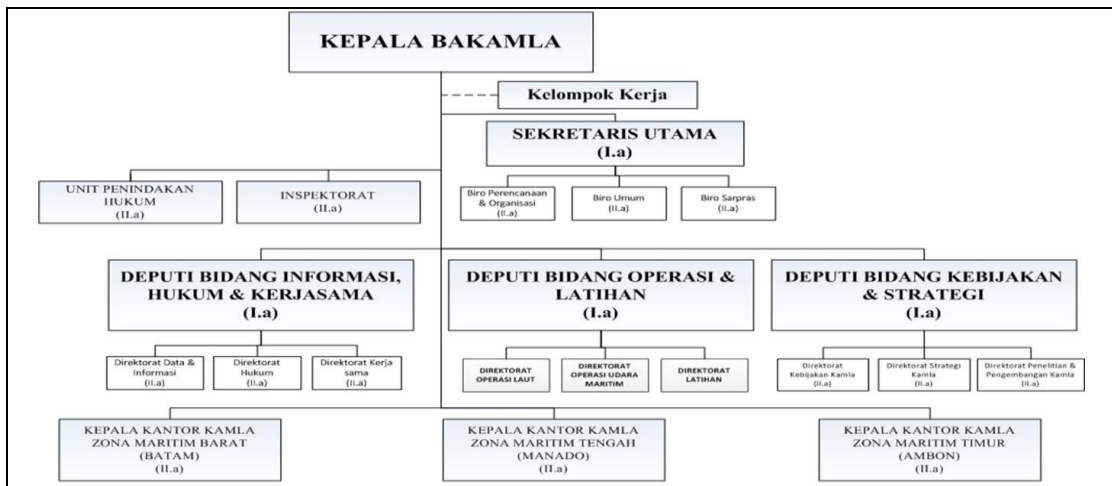 KEPALA BAKAMLA
Kelompok Kerja
SEKRETARIS UTAMA
(I.a)
UNIT PENINDAKAN
HUKUM
(II.a)
INSPEKTORAT
(II.a)
Biro Perencanaan
& Organisasi
(II.a)
Biro Umum
(II.a)
Biro Sarpras
(II.a)
DEPUTI BIDANG INFORMASI,
HUKUM & KERJASAMA
(I.a)
DEPUTI BIDANG OPERASI &
LATIHAN
(I.a)
DEPUTI BIDANG KEBIJAKAN
& STRATEGI
(I.a)
Direktorat Data &
Informasi
(II.a)
Direktorat
Hukum
(II.a)
Direktorat Kerja
sama
(II.a)
DIREKTORAT
OPERASI LAUT
DIREKTORAT
OPERASI UDARA
MARITIM
DIREKTORAT
LATIHAN
Direktorat
Kebijakan Kamla
(II.a)
Direktorat Strategi
Kamla
(II.a)
Direktorat Penelitian &
Pengembangan Kamla
(II.a)
KEPALA KANTOR KAMLA
ZONA MARITIM BARAT
(BATAM)
(II.a)
KEPALA KANTOR KAMLA
ZONA MARITIM TENGAH
(MANADO)
(II.a)
KEPALA KANTOR KAMLA
ZONA MARITIM TIMUR
(AMBON)
(II.a)